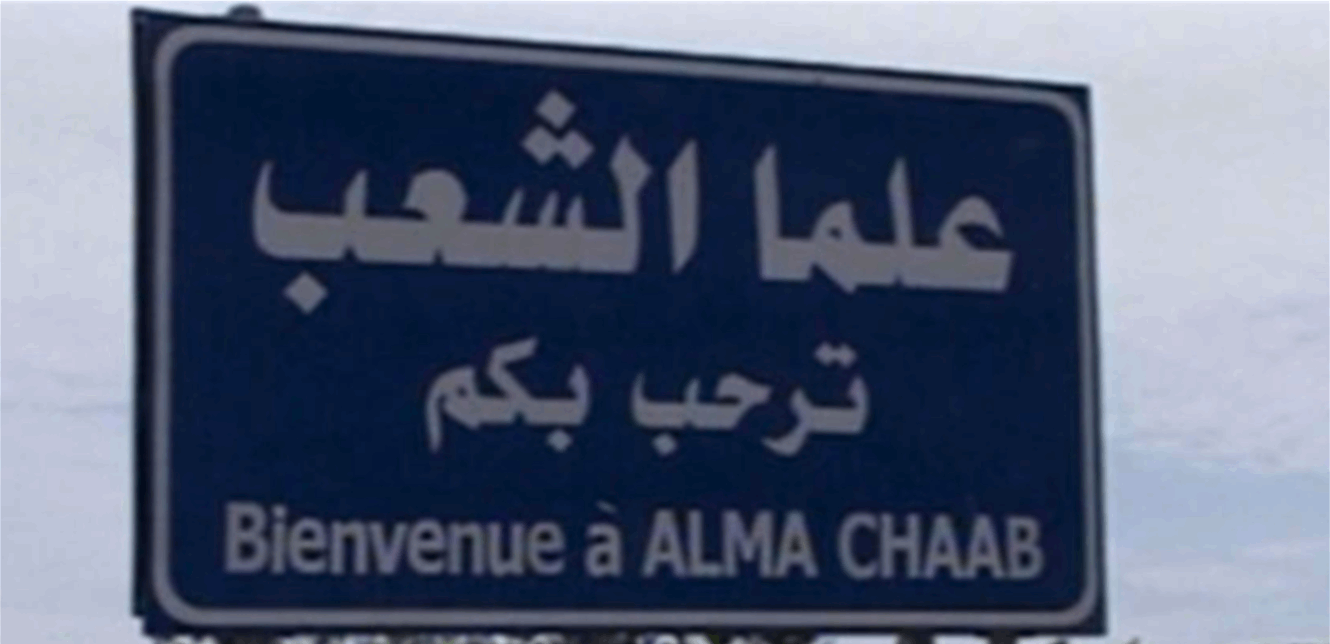 علما الشعب
ترحب بكم
Bienvenue à ALMA CHAAB